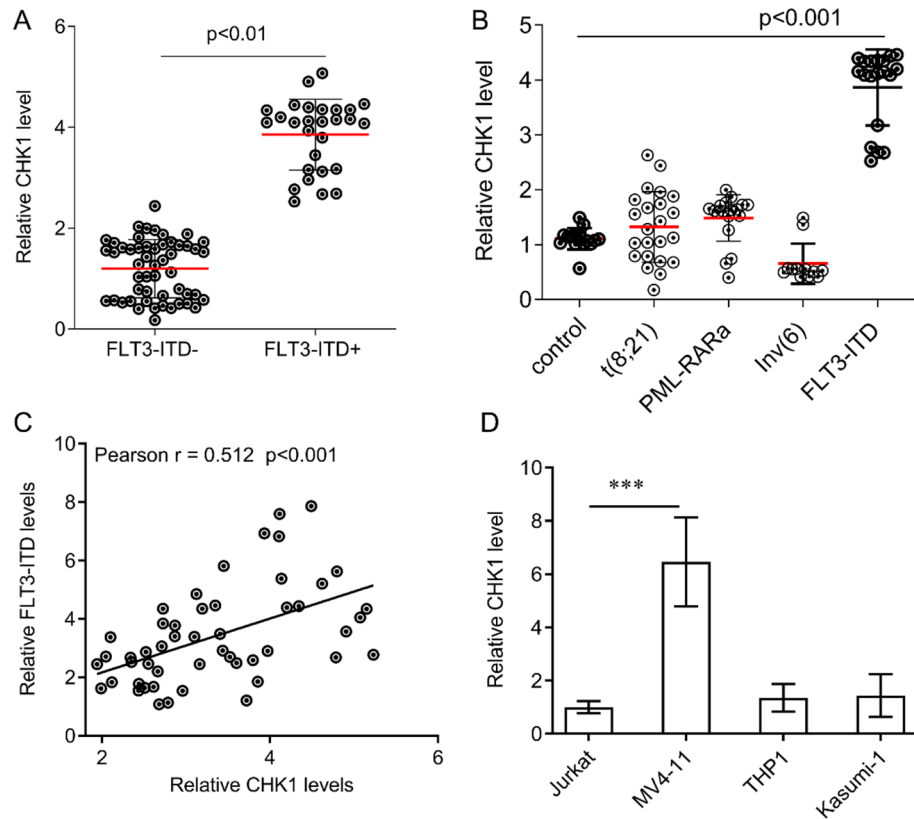 A
p<0.01
Relative CHK1 level
6
4
2
0
FLT3-ITD-
FLT3-ITD+
B
p<0.001
Relative CHK1 level
5
4
3
2
1
0
control
t(8;21)
PML-RARa
Inv(6)
FLT3-ITD
C
Pearson r = 0.512 p<0.001
Relative FLT3-ITD levels
10
8
6
4
2
0
2
4
6
Relative CHK1 levels
D
***
Relative CHK1 level
10
8
6
4
2
0
Jurkat
MV4-11
THP1
Kasumi-1